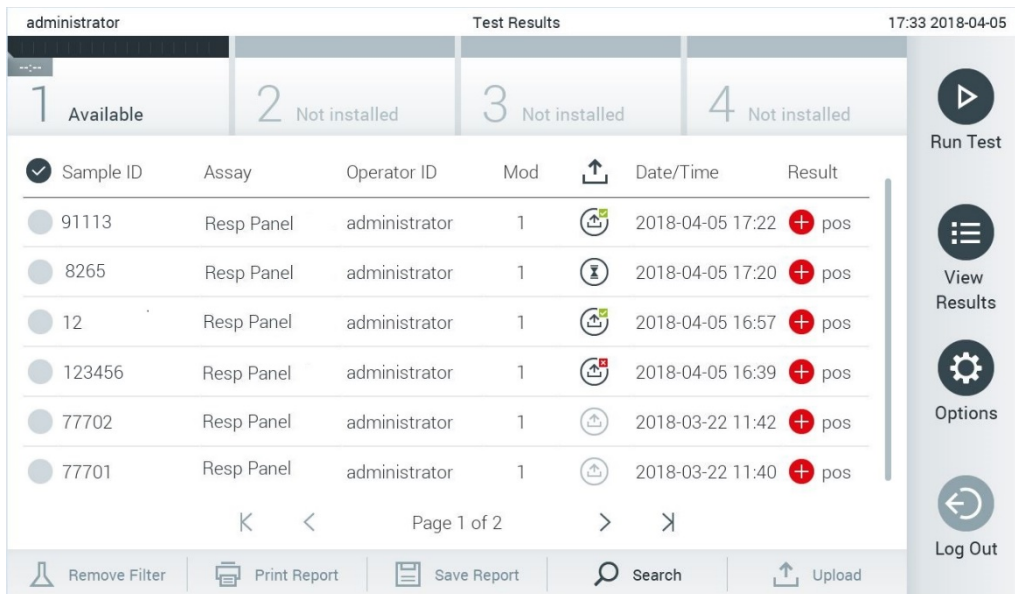 administrator Test Results 17:33 2018-04-05
--:--
1 Available 2 Not installed 3 Not installed 4 Not installed
Run Test
Sample ID Assay Operator ID Mod Date/Time Result
91113 Resp Panel administrator 1 2018-04-05 17:22 pos
8265 Resp Panel administrator 1 2018-04-05 17:20 pos
View
Results
12 Resp Panel administrator 1 2018-04-05 16:57 pos
123456 Resp Panel administrator 1 2018-04-05 16:39 pos
Options
77702 Resp Panel administrator 1 2018-03-22 11:42 pos
77701 Resp Panel administrator 1 2018-03-22 11:40 pos
Page 1 of 2
Log Out
Remove Filter Print Report Save Report Search Upload